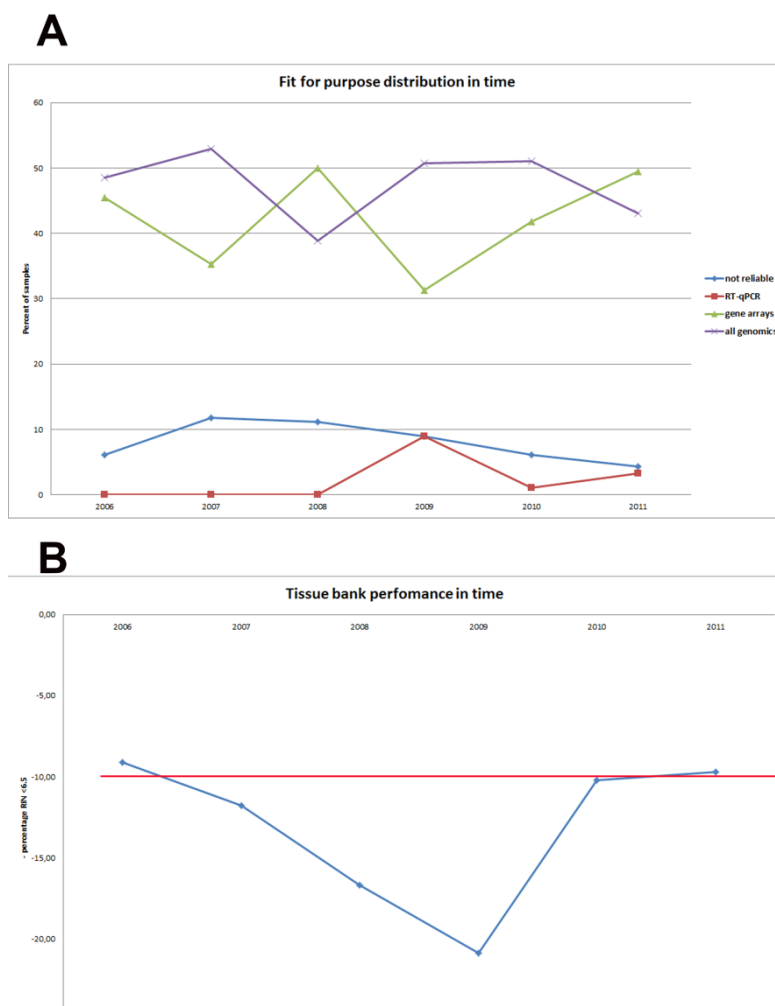 A
Fit for purpose distribution in time
60
50
40
30
20
10
0
Percent of samples
2006 2007 2008 2009 2010 2011
not reliable
RT-qPCR
gene arrays
all genomics
B
Tissue bank perfomance in time
0,00
2006 2007 2008 2009 2010 2011
-5,00
-10,00
-15,00
-20,00
- percentage RIN <6.5